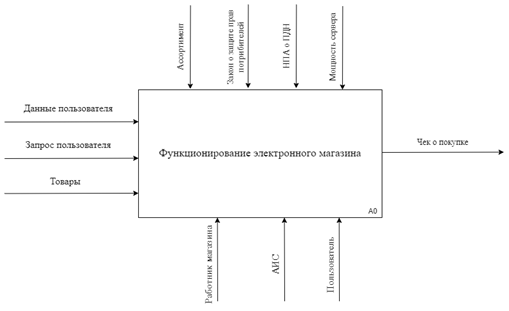 Ассортимент
Закон о защите прав
потребителей
НПА о ПДН
Мощность сервера
Данные пользователя
Запрос пользователя
Товары
Функционирование электронного магазина
A0
Чек о покупке
Работник магазина
АИС
Пользователь